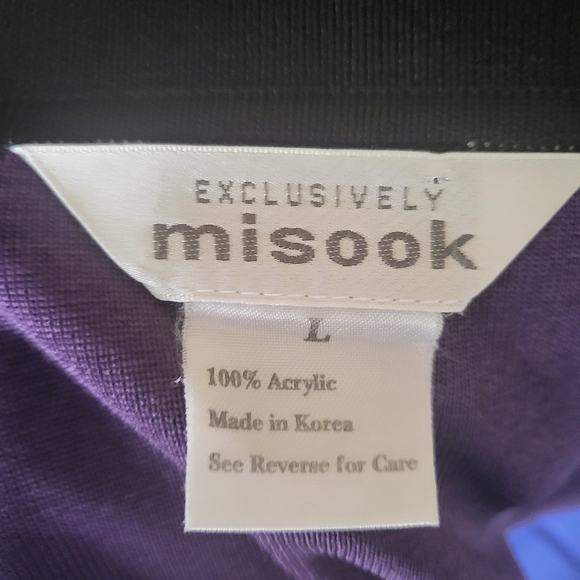 EXCLUSIVELY
misook
L
100% Acrylic
Made in Korea
See Reverse for Care